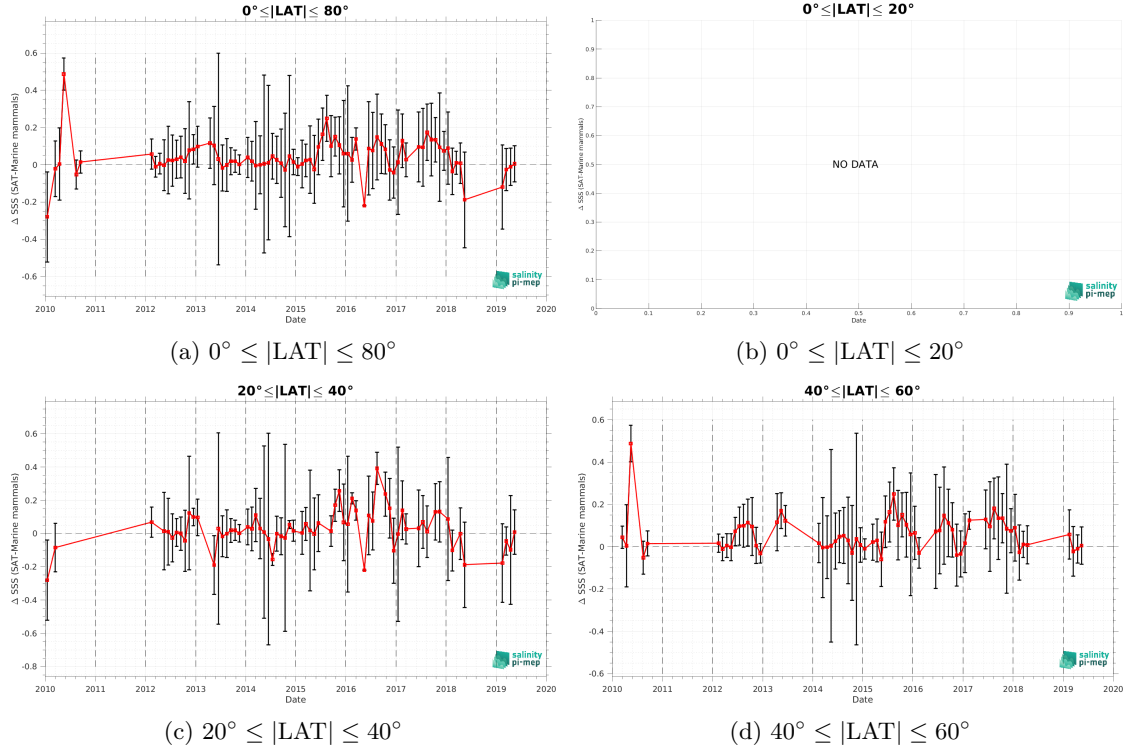 0°≤|LAT|≤ 80°
Δ SSS (SAT-Marine mammals)
0.6
0.4
0.2
0
-0.2
-0.4
-0.6
2010 2011 2012 2013 2014 2015 2016 2017 2018 2019 2020
Date
salinity
pi-mep
(a) 0° ≤ |LAT| ≤ 80°
0°≤|LAT|≤ 20°
Δ SSS (SAT-Marine mammals)
1
0.9
0.8
0.7
0.6
0.5
0.4
0.3
0.2
0.1
0
NO DATA
0 0.1 0.2 0.3 0.4 0.5 0.6 0.7 0.8 0.9 1
Date
salinity
pi-mep
(b) 0° ≤ |LAT| ≤ 20°
20°≤|LAT|≤ 40°
Δ SSS (SAT-Marine mammals)
0.8
0.6
0.4
0.2
0
-0.2
-0.4
-0.6
-0.8
2010 2011 2012 2013 2014 2015 2016 2017 2018 2019 2020
Date
salinity
pi-mep
(c) 20° ≤ |LAT| ≤ 40°
40°≤|LAT|≤ 60°
Δ SSS (SAT-Marine mammals)
0.6
0.4
0.2
0
-0.2
-0.4
-0.6
2010 2011 2012 2013 2014 2015 2016 2017 2018 2019 2020
Date
salinity
pi-mep
(d) 40° ≤ |LAT| ≤ 60°